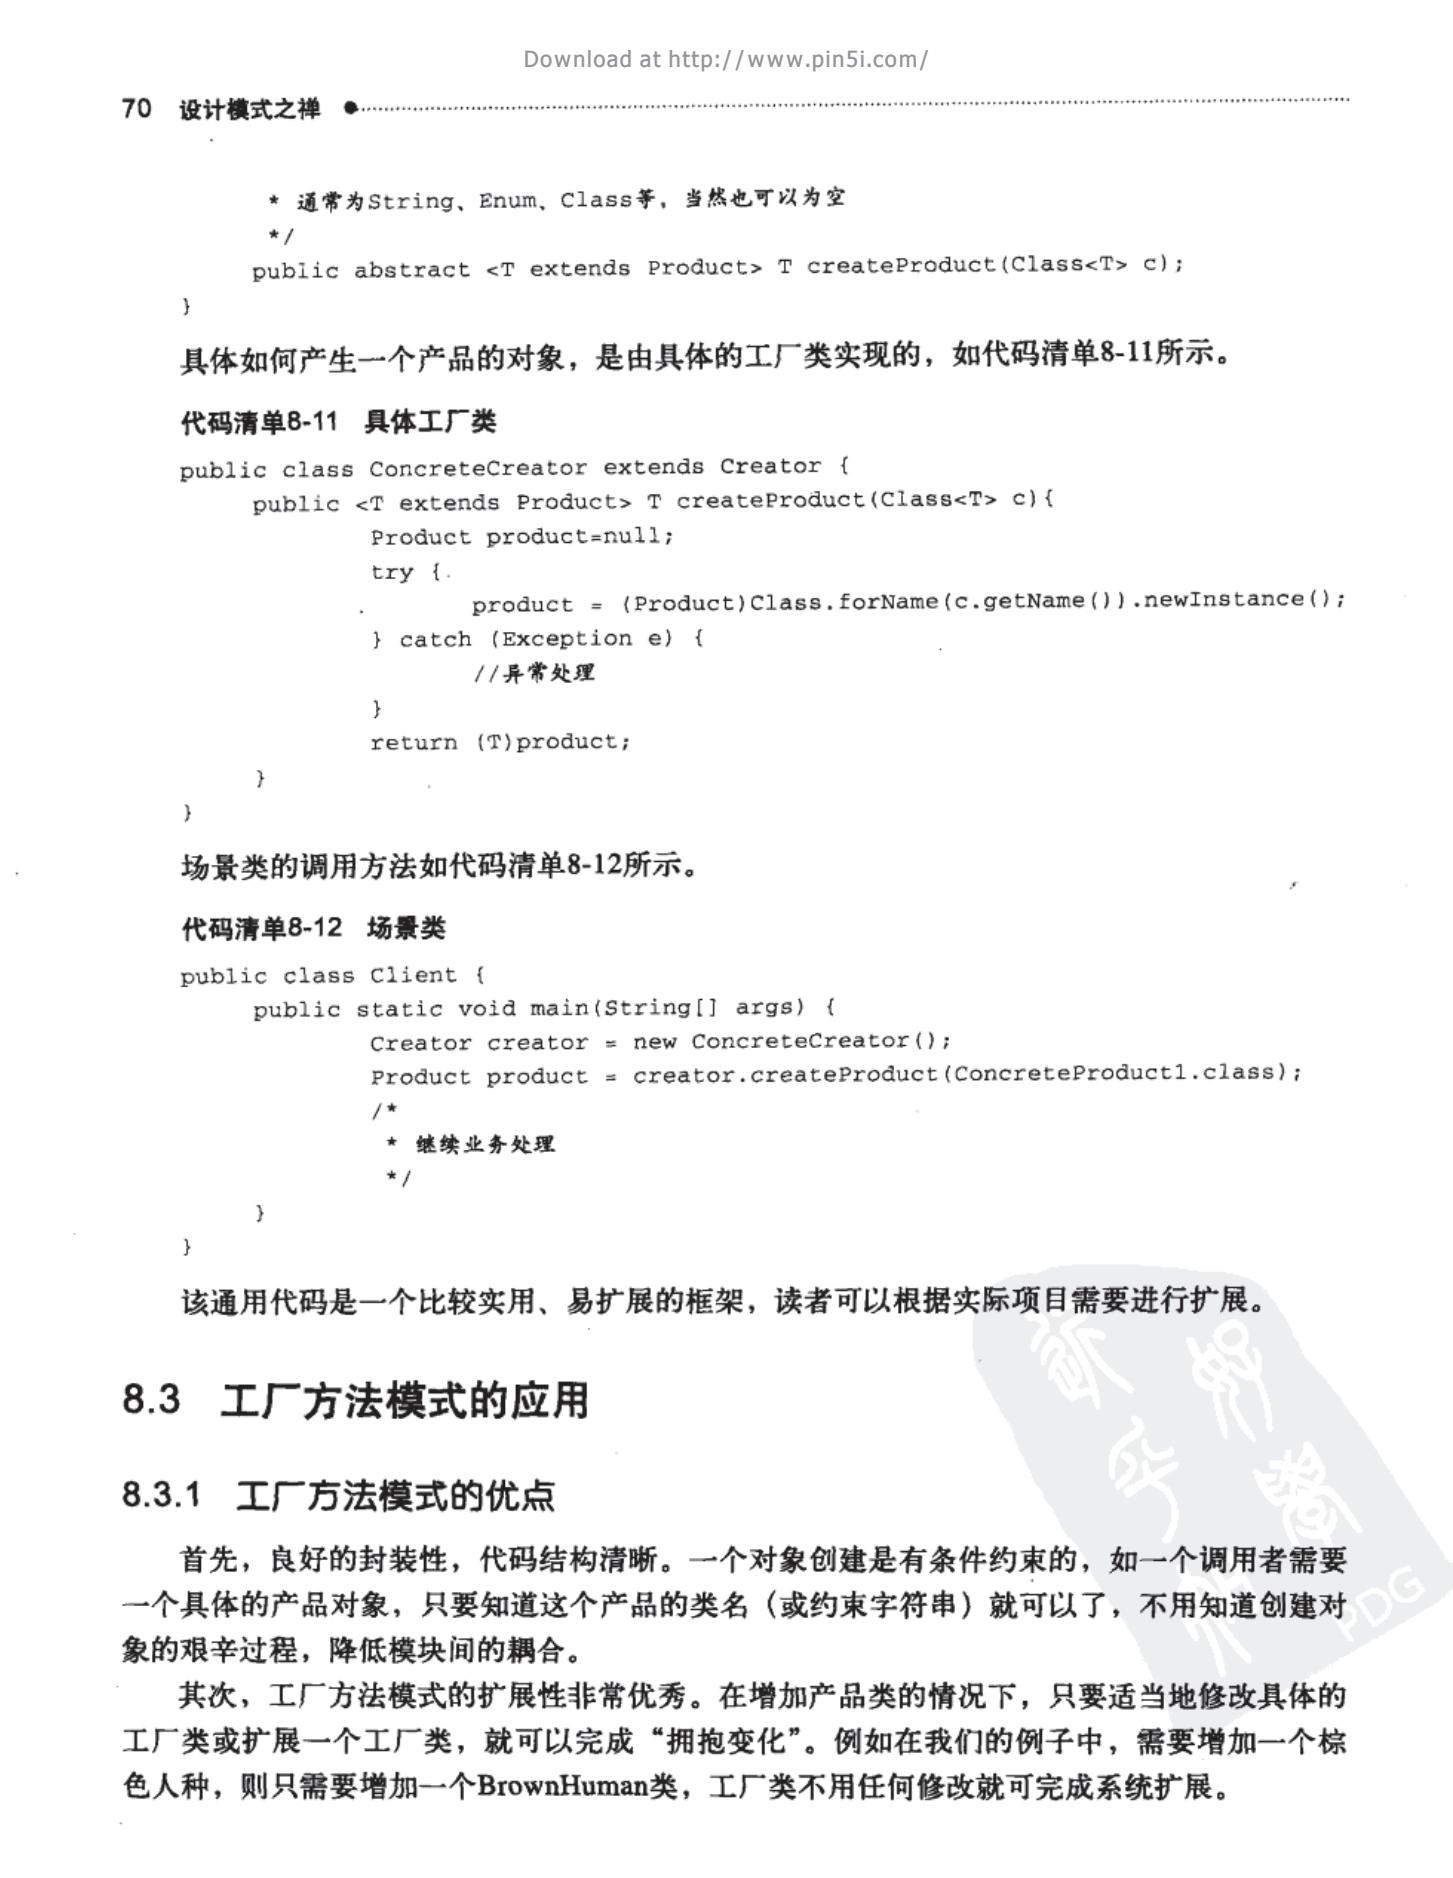 Download at http://www.pin5i.com/
70 设计模式之禅
* 通常为String、Enum、Class等，当然也可以为空
*/
public abstract <T extends Product> T createProduct(Class<T> c);
}
具体如何产生一个产品的对象，是由具体的工厂类实现的，如代码清单8-11所示。
代码清单8-11 具体工厂类
public class ConcreteCreator extends Creator {
public <T extends Product> T createProduct(Class<T> c){
Product product=null;
try {
product = (Product)Class.forName(c.getName()).newInstance();
} catch (Exception e) {
//异常处理
}
return (T)product;
}
}
场景类的调用方法如代码清单8-12所示。
代码清单8-12 场景类
public class Client {
public static void main(String[] args) {
Creator creator = new ConcreteCreator();
Product product = creator.createProduct(ConcreteProduct1.class);
/*
* 继续业务处理
*/
}
}
该通用代码是一个比较实用、易扩展的框架，读者可以根据实际项目需要进行扩展。
8.3 工厂方法模式的应用
8.3.1 工厂方法模式的优点
首先，良好的封装性，代码结构清晰。一个对象创建是有条件约束的，如一个调用者需要
一个具体的产品对象，只要知道这个产品的类名（或约束字符串）就可以了，不用知道创建对
象的艰辛过程，降低模块间的耦合。
其次，工厂方法模式的扩展性非常优秀。在增加产品类的情况下，只要适当地修改具体的
工厂类或扩展一个工厂类，就可以完成“拥抱变化”。例如在我们的例子中，需要增加一个棕
色人种，则只需要增加一个BrownHuman类，工厂类不用任何修改就可完成系统扩展。
PDG